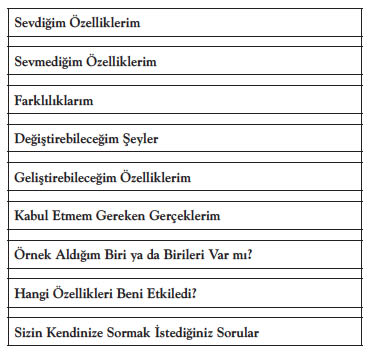 Sevdiğim Özelliklerim
Sevmediğim Özelliklerim
Farklılıklarım
Değiştirebileceğim Şeyler
Geliştirebileceğim Özelliklerim
Kabul Etmem Gereken Gerçeklerim
Örnek Aldığım Biri ya da Birileri Var mı?
Hangi Özellikleri Beni Etkiledi?
Sizin Kendinize Sormak İstediğiniz Sorular